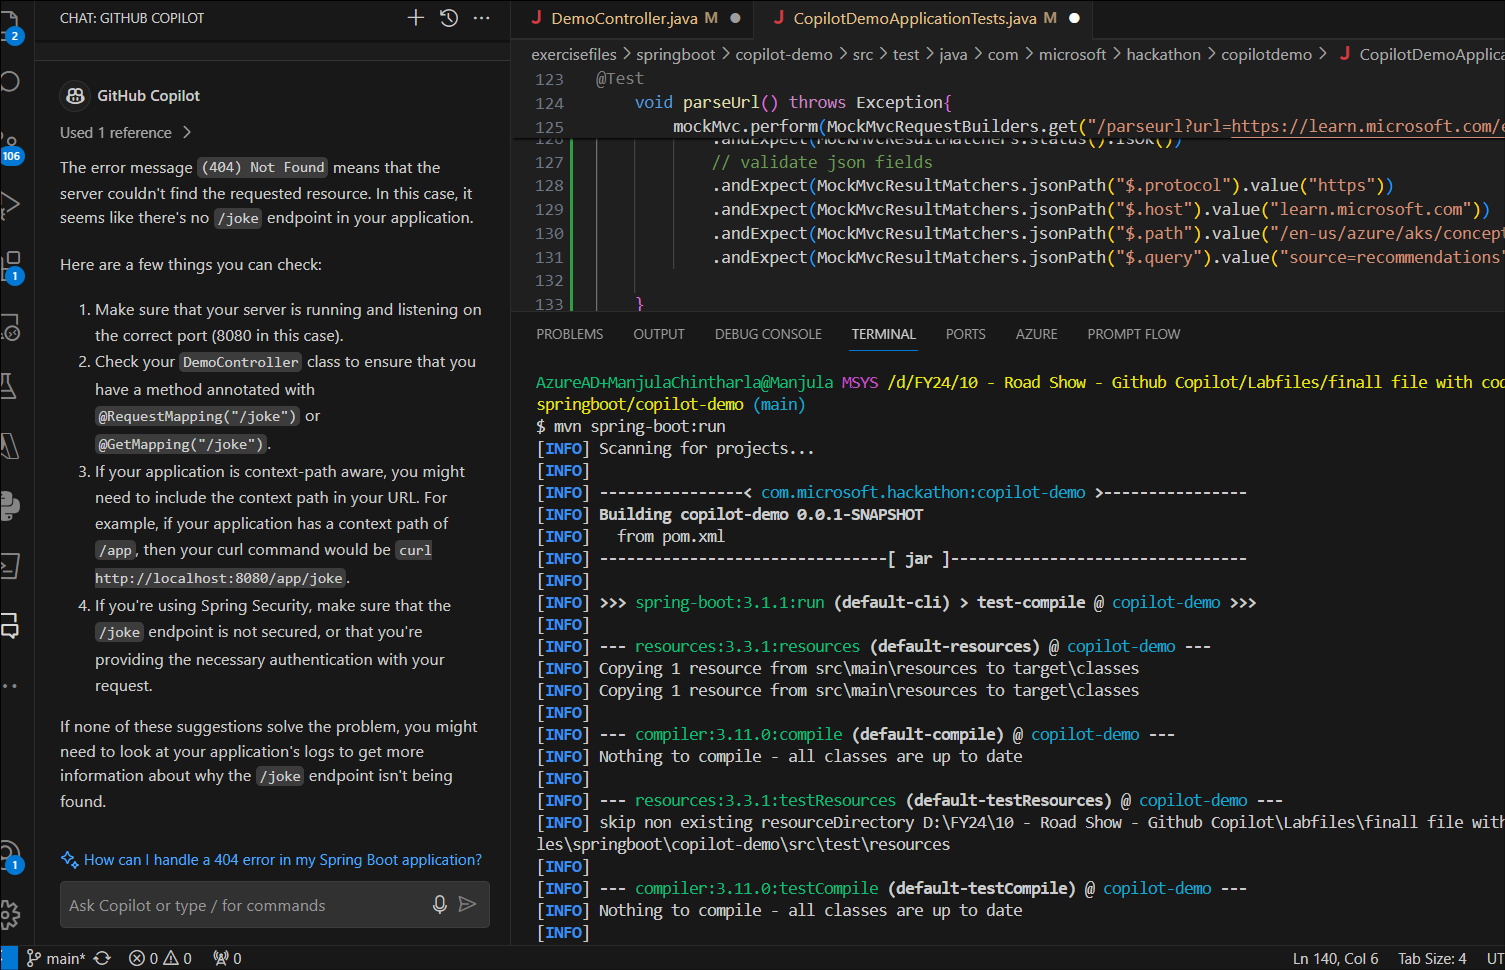 CHAT: GITHUB COPILOT
2
106
1
1
GitHub Copilot
Used 1 reference
The error message (404) Not Found means that the
server couldn't find the requested resource. In this case, it
seems like there's no /joke endpoint in your application.
Here are a few things you can check:
1. Make sure that your server is running and listening on
the correct port (8080 in this case).
2. Check your DemoController class to ensure that you
have a method annotated with
@RequestMapping("/joke") or
@GetMapping("/joke").
3. If your application is context-path aware, you might
need to include the context path in your URL. For
example, if your application has a context path of
/app, then your curl command would be curl
http://localhost:8080/app/joke.
4. If you're using Spring Security, make sure that the
/joke endpoint is not secured, or that you're
providing the necessary authentication with your
request.
If none of these suggestions solve the problem, you might
need to look at your application's logs to get more
information about why the /joke endpoint isn't being
found.
How can I handle a 404 error in my Spring Boot application?
Ask Copilot or type / for commands
J DemoController.java M
J CopilotDemoApplicationTests.java M
exercisefiles > springboot > copilot-demo > src > test > java > com > microsoft > hackathon > copilotdemo > J CopilotDemoApplica
123 @Test
124 void parseUrl() throws Exception{
125 mockMvc.perform(MockMvcRequestBuilders.get("/parseurl?url=https://learn.microsoft.com/e
126 .andExpect(MockMvcResultMatchers.status().isOk())
127 // validate json fields
128 .andExpect(MockMvcResultMatchers.jsonPath("$.protocol").value("https"))
129 .andExpect(MockMvcResultMatchers.jsonPath("$.host").value("learn.microsoft.com"))
130 .andExpect(MockMvcResultMatchers.jsonPath("$.path").value("/en-us/azure/aks/concept
131 .andExpect(MockMvcResultMatchers.jsonPath("$.query").value("source=recommendations"
132
133 }
PROBLEMS OUTPUT DEBUG CONSOLE TERMINAL PORTS AZURE PROMPT FLOW
AzureAD+ManjulaChintharla@Manjula MSYS /d/FY24/10 - Road Show - Github Copilot/Labfiles/finall file with cod
springboot/copilot-demo (main)
$ mvn spring-boot:run
[INFO] Scanning for projects...
[INFO]
[INFO] ----------------< com.microsoft.hackathon:copilot-demo >----------------
[INFO] Building copilot-demo 0.0.1-SNAPSHOT
[INFO]   from pom.xml
[INFO] --------------------------------[ jar ]---------------------------------
[INFO]
[INFO] >>> spring-boot:3.1.1:run (default-cli) > test-compile @ copilot-demo >>>
[INFO]
[INFO] --- resources:3.3.1:resources (default-resources) @ copilot-demo ---
[INFO] Copying 1 resource from src\main\resources to target\classes
[INFO] Copying 1 resource from src\main\resources to target\classes
[INFO]
[INFO] --- compiler:3.11.0:compile (default-compile) @ copilot-demo ---
[INFO] Nothing to compile - all classes are up to date
[INFO]
[INFO] --- resources:3.3.1:testResources (default-testResources) @ copilot-demo ---
[INFO] skip non existing resourceDirectory D:\FY24\10 - Road Show - Github Copilot\Labfiles\finall file with
les\springboot\copilot-demo\src\test\resources
[INFO]
[INFO] --- compiler:3.11.0:testCompile (default-testCompile) @ copilot-demo ---
[INFO] Nothing to compile - all classes are up to date
[INFO]
main* 0 0 0
Ln 140, Col 6 Tab Size: 4 UT